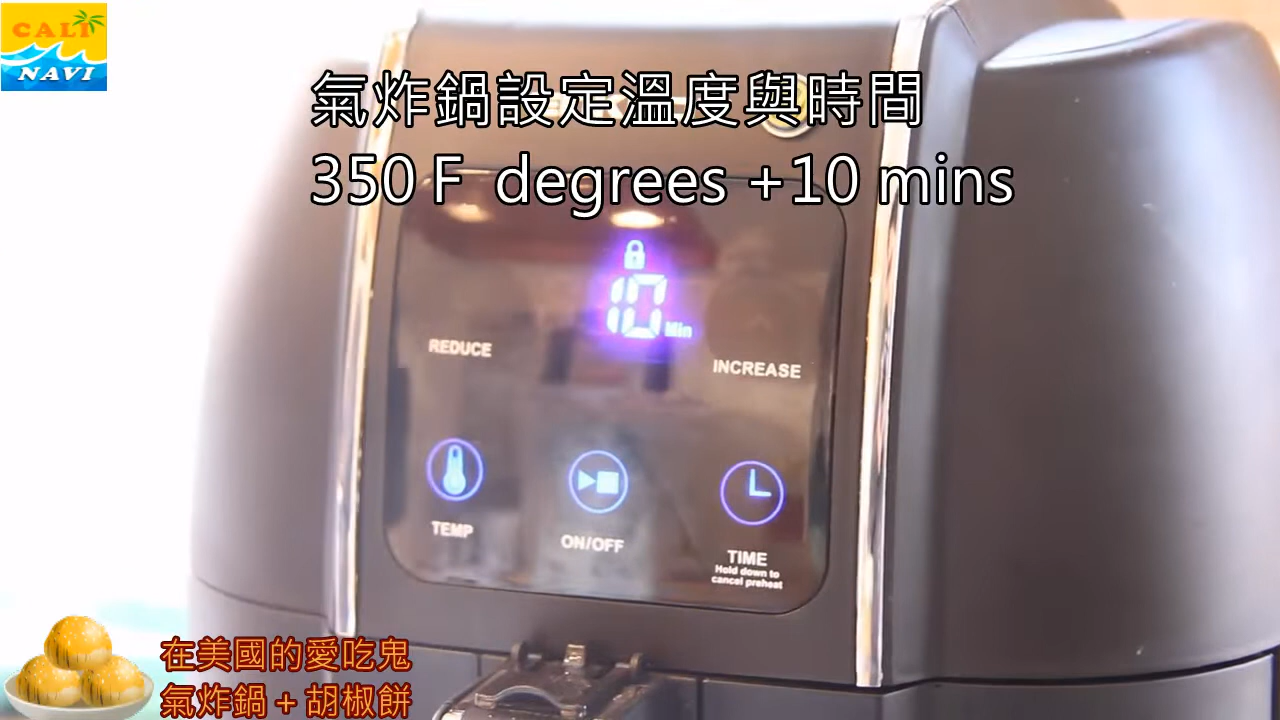 CALI
NAVI
氣炸鍋設定溫度與時間
350 F degrees +10 mins
10 Min
REDUCE
INCREASE
TEMP
ON/OFF
TIME
Hold down to
cancel preheat
在美國的愛吃鬼
氣炸鍋 + 胡椒餅